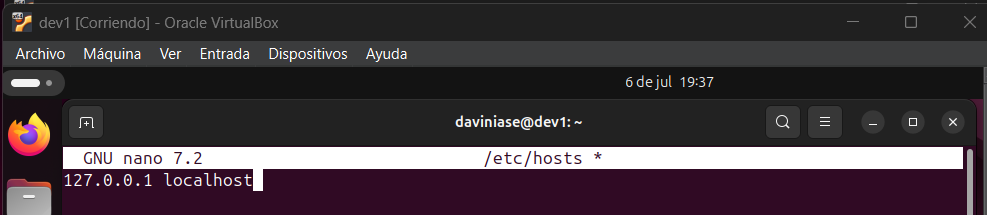 dev1 [Corriendo] - Oracle VirtualBox
Archivo Máquina Ver Entrada Dispositivos Ayuda
6 de jul 19:37
daviniase@dev1: ~
GNU nano 7.2 /etc/hosts *
127.0.0.1 localhost